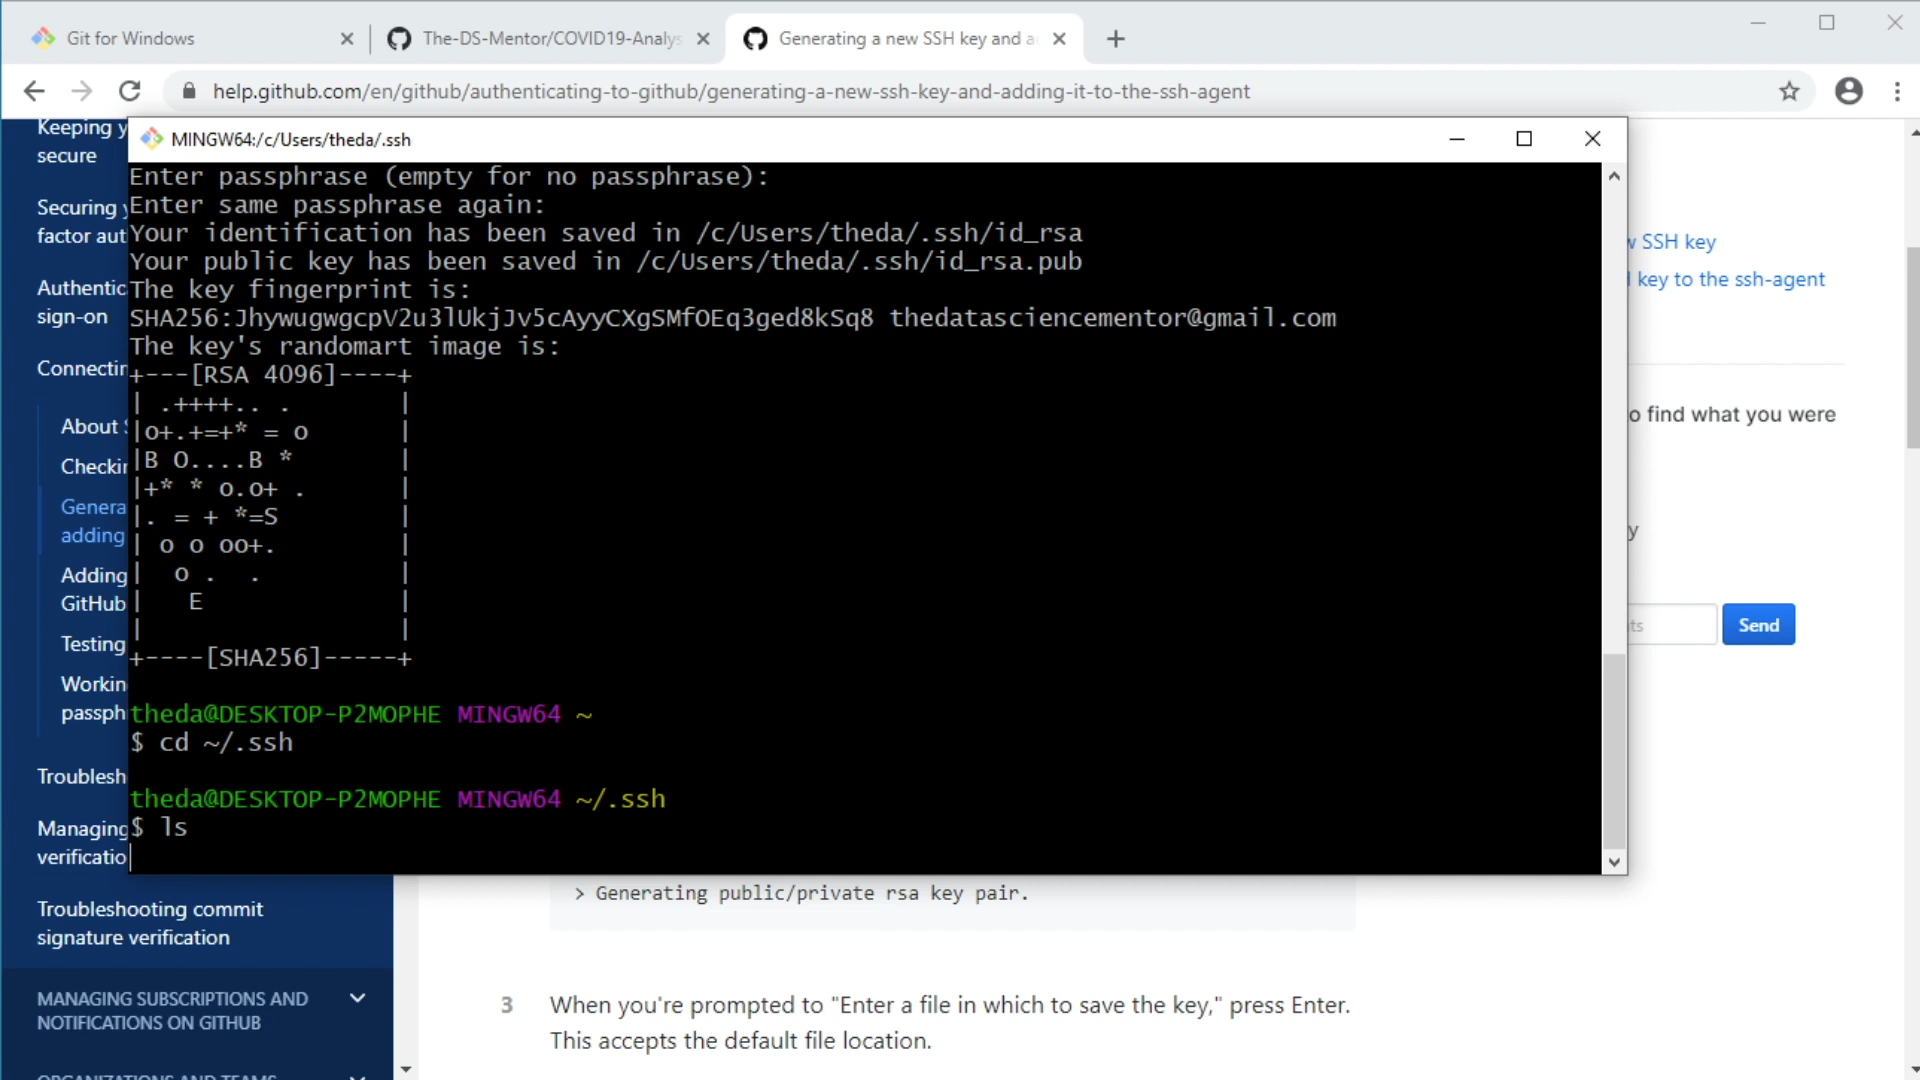 Git for Windows
The-DS-Mentor/COVID19-Analys
Generating a new SSH key and a
help.github.com/en/github/authenticating-to-github/generating-a-new-ssh-key-and-adding-it-to-the-ssh-agent
Keeping y
secure
Securing y
factor aut
Authentic
sign-on
Connectin
About S
Checkin
Genera
adding
Adding
GitHub
Testing
Workin
passph
Troublesh
Managing
verificatio
Troubleshooting commit
signature verification
MANAGING SUBSCRIPTIONS AND
NOTIFICATIONS ON GITHUB
ORGANIZATIONS AND TEAMS
MINGW64:/c/Users/theda/.ssh
Enter passphrase (empty for no passphrase):
Enter same passphrase again:
Your identification has been saved in /c/Users/theda/.ssh/id_rsa
Your public key has been saved in /c/Users/theda/.ssh/id_rsa.pub
The key fingerprint is:
SHA256:JhywugwgcpV2u3lUkjJv5cAyyCXgSMfOEq3ged8kSq8 thedatasciencementor@gmail.com
The key's randomart image is:
+---[RSA 4096]----+
| .++++.. .       |
|o+.+=+* = o      |
|B O....B *       |
|+* * o.o+ .      |
|. = + *=S        |
| o o oo+.        |
|  o .  .         |
|   E             |
|                 |
+----[SHA256]-----+
theda@DESKTOP-P2MOPHE MINGW64 ~
$ cd ~/.ssh
theda@DESKTOP-P2MOPHE MINGW64 ~/.ssh
$ ls
w SSH key
key to the ssh-agent
o find what you were
y
ts
Send
> Generating public/private rsa key pair.
3 When you're prompted to "Enter a file in which to save the key," press Enter.
This accepts the default file location.